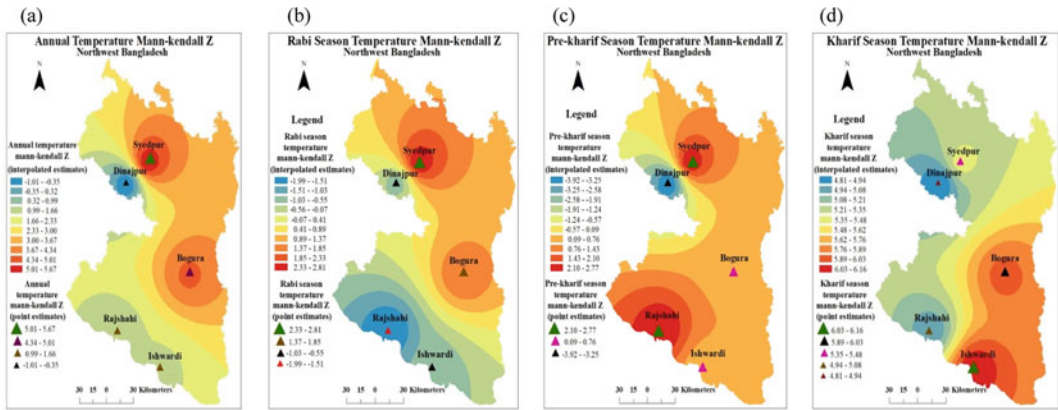 (a)
Annual Temperature Mann-kendall Z
Northwest Bangladesh
N
Annual temperature
mann-kendall Z
(interpolated estimates)
-1.01 - -0.35
-0.35 - 0.32
0.32 - 0.99
0.99 - 1.66
1.66 - 2.33
2.33 - 3.00
3.00 - 3.67
3.67 - 4.34
4.34 - 5.01
5.01 - 5.67
Annual
temperature
mann-kendall Z
(point estimates)
5.01 - 5.67
4.34 - 5.01
0.99 - 1.66
-1.01 - -0.35
Syedpur
Dinajpur
Bogura
Rajshahi
Ishwardi
30 15 0 30 Kilometers
(b)
Rabi Season Temperature Mann-kendall Z
Northwest Bangladesh
N
Legend
Rabi season
temperature
mann-kendall Z
(interpolated estimates)
-1.99 - -1.51
-1.51 - -1.03
-1.03 - -0.55
-0.56 - -0.07
-0.07 - 0.41
0.41 - 0.89
0.89 - 1.37
1.37 - 1.85
1.85 - 2.33
2.33 - 2.81
Rabi season
temperature
mann-kendall Z
(point estimates)
2.33 - 2.81
1.37 - 1.85
-1.03 - -0.55
-1.99 - -1.51
Syedpur
Dinajpur
Bogura
Rajshahi
Ishwardi
30 15 0 30 Kilometers
(c)
Pre-kharif Season Temperature Mann-kendall Z
Northwest Bangladesh
N
Legend
Pre-kharif season
temperature
mann-kendall Z
(interpolated estimates)
-3.92 - -3.25
-3.25 - -2.58
-2.58 - -1.91
-1.91 - -1.24
-1.24 - -0.57
-0.57 - 0.09
0.09 - 0.76
0.76 - 1.43
1.43 - 2.10
2.10 - 2.77
Pre-kharif season
temperature
mann-kendall Z
(point estimates)
2.10 - 2.77
0.09 - 0.76
-3.92 - -3.25
Syedpur
Dinajpur
Bogura
Rajshahi
Ishwardi
30 15 0 30 Kilometers
(d)
Kharif Season Temperature Mann-kendall Z
Northwest Bangladesh
N
Legend
Kharif season
temperature
mann-kendall Z
(interpolated estimates)
4.81 - 4.94
4.94 - 5.08
5.08 - 5.21
5.21 - 5.35
5.35 - 5.48
5.48 - 5.62
5.62 - 5.76
5.76 - 5.89
5.89 - 6.03
6.03 - 6.16
Kharif season
temperature
mann-kendall Z
(point estimates)
6.03 - 6.16
5.89 - 6.03
5.35 - 5.48
4.94 - 5.08
4.81 - 4.94
Syedpur
Dinajpur
Bogura
Rajshahi
Ishwardi
30 15 0 30 Kilometers